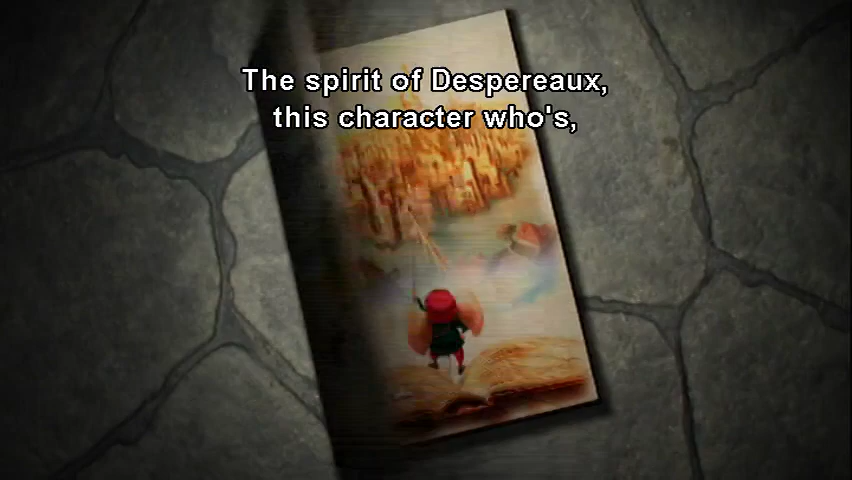 The spirit of Despereaux,
this character who's,